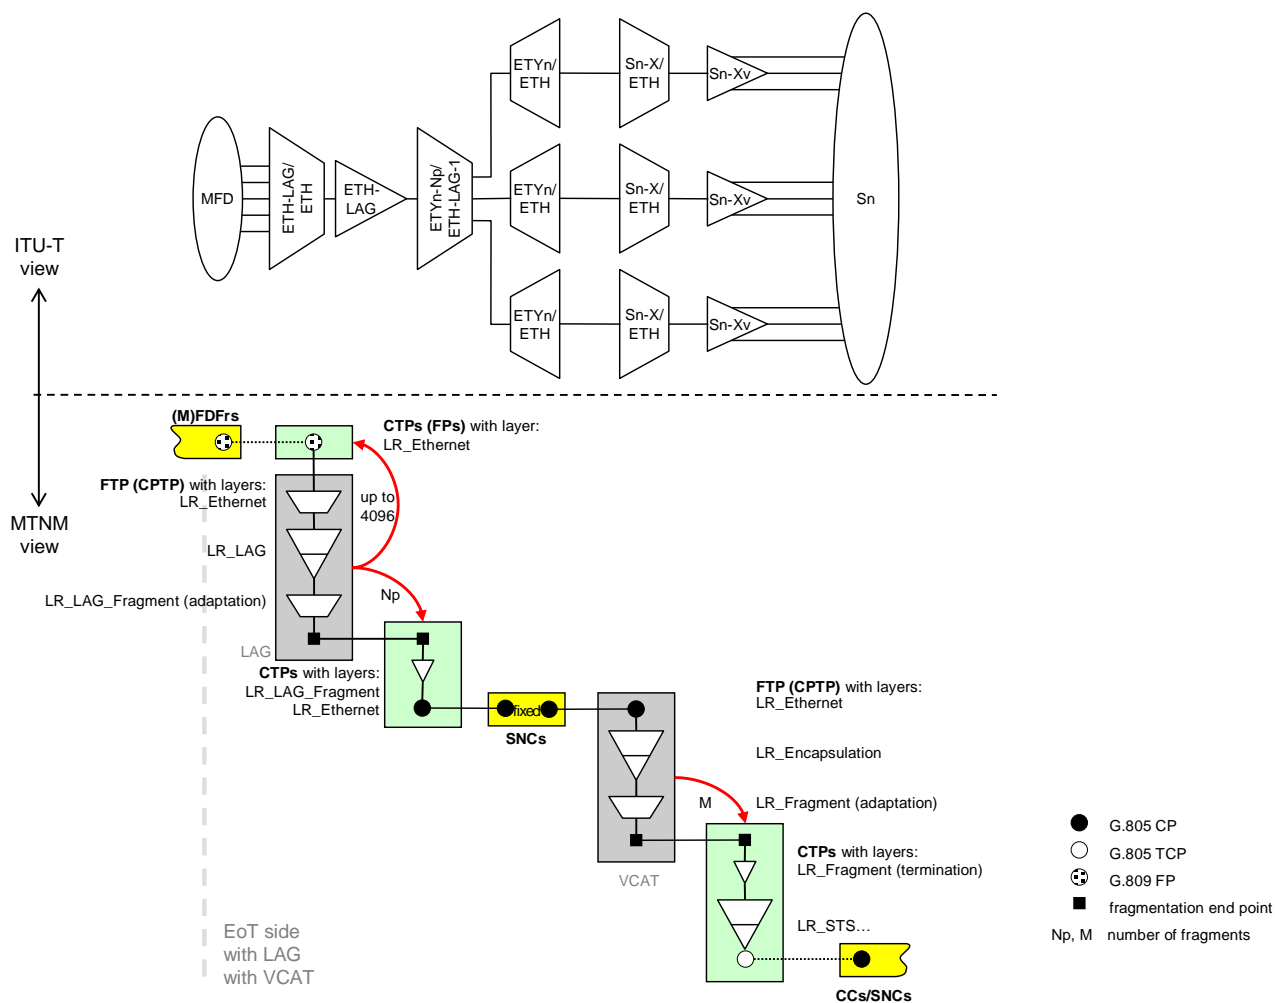 ETYn/
ETH
Sn-X/
ETH
Sn-Xv
MFD
ETH-LAG/
ETH
ETH-
LAG
ETYn-Np/
ETH-LAG-1
ETYn/
ETH
Sn-X/
ETH
Sn-Xv
Sn
ITU-T
view
ETYn/
ETH
Sn-X/
ETH
Sn-Xv
(M)FDFrs
CTPs (FPs) with layer:
LR_Ethernet
FTP (CPTP) with layers:
LR_Ethernet
up to
4096
MTNM
view
LR_LAG
LR_LAG_Fragment (adaptation)
Np
LAG
CTPs with layers:
LR_LAG_Fragment
LR_Ethernet
fixed
SNCs
FTP (CPTP) with layers:
LR_Ethernet
LR_Encapsulation
M
LR_Fragment (adaptation)
VCAT
CTPs with layers:
LR_Fragment (termination)
LR_STS...
CCs/SNCs
EoT side
with LAG
with VCAT
G.805 CP
G.805 TCP
G.809 FP
fragmentation end point
Np, M number of fragments